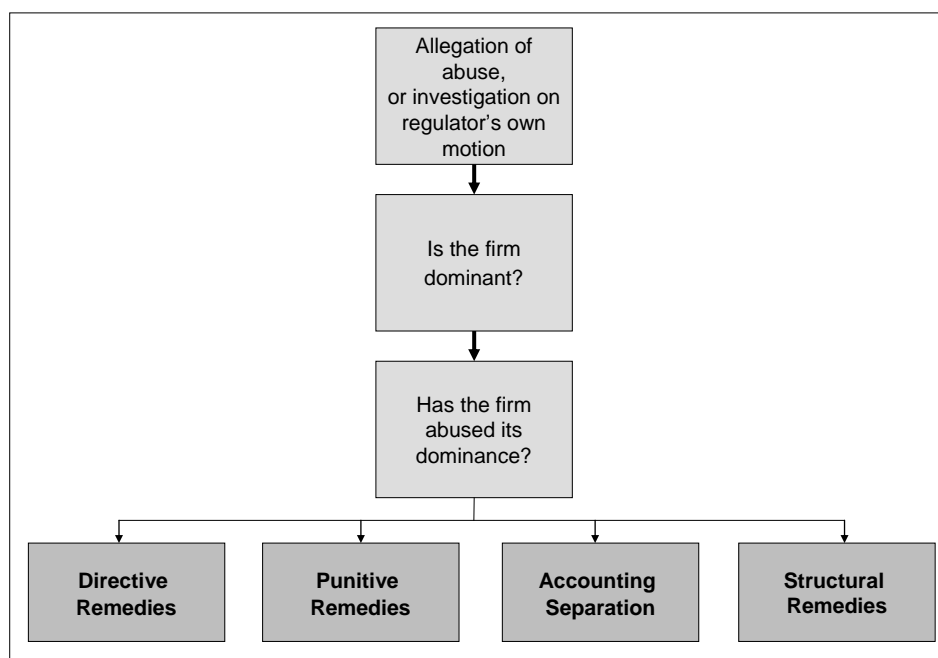 Allegation of
abuse,
or investigation on
regulator’s own
motion
Is the firm
dominant?
Has the firm
abused its
dominance?
Directive
Remedies
Punitive
Remedies
Accounting
Separation
Structural
Remedies